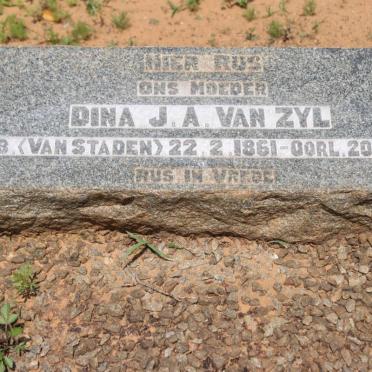 HIER RUS
ONS MOEDER
DINA J. A. VAN ZYL
B. (VAN STADEN) 22. 2. 1861-OORL. 20
RUS IN VREDE